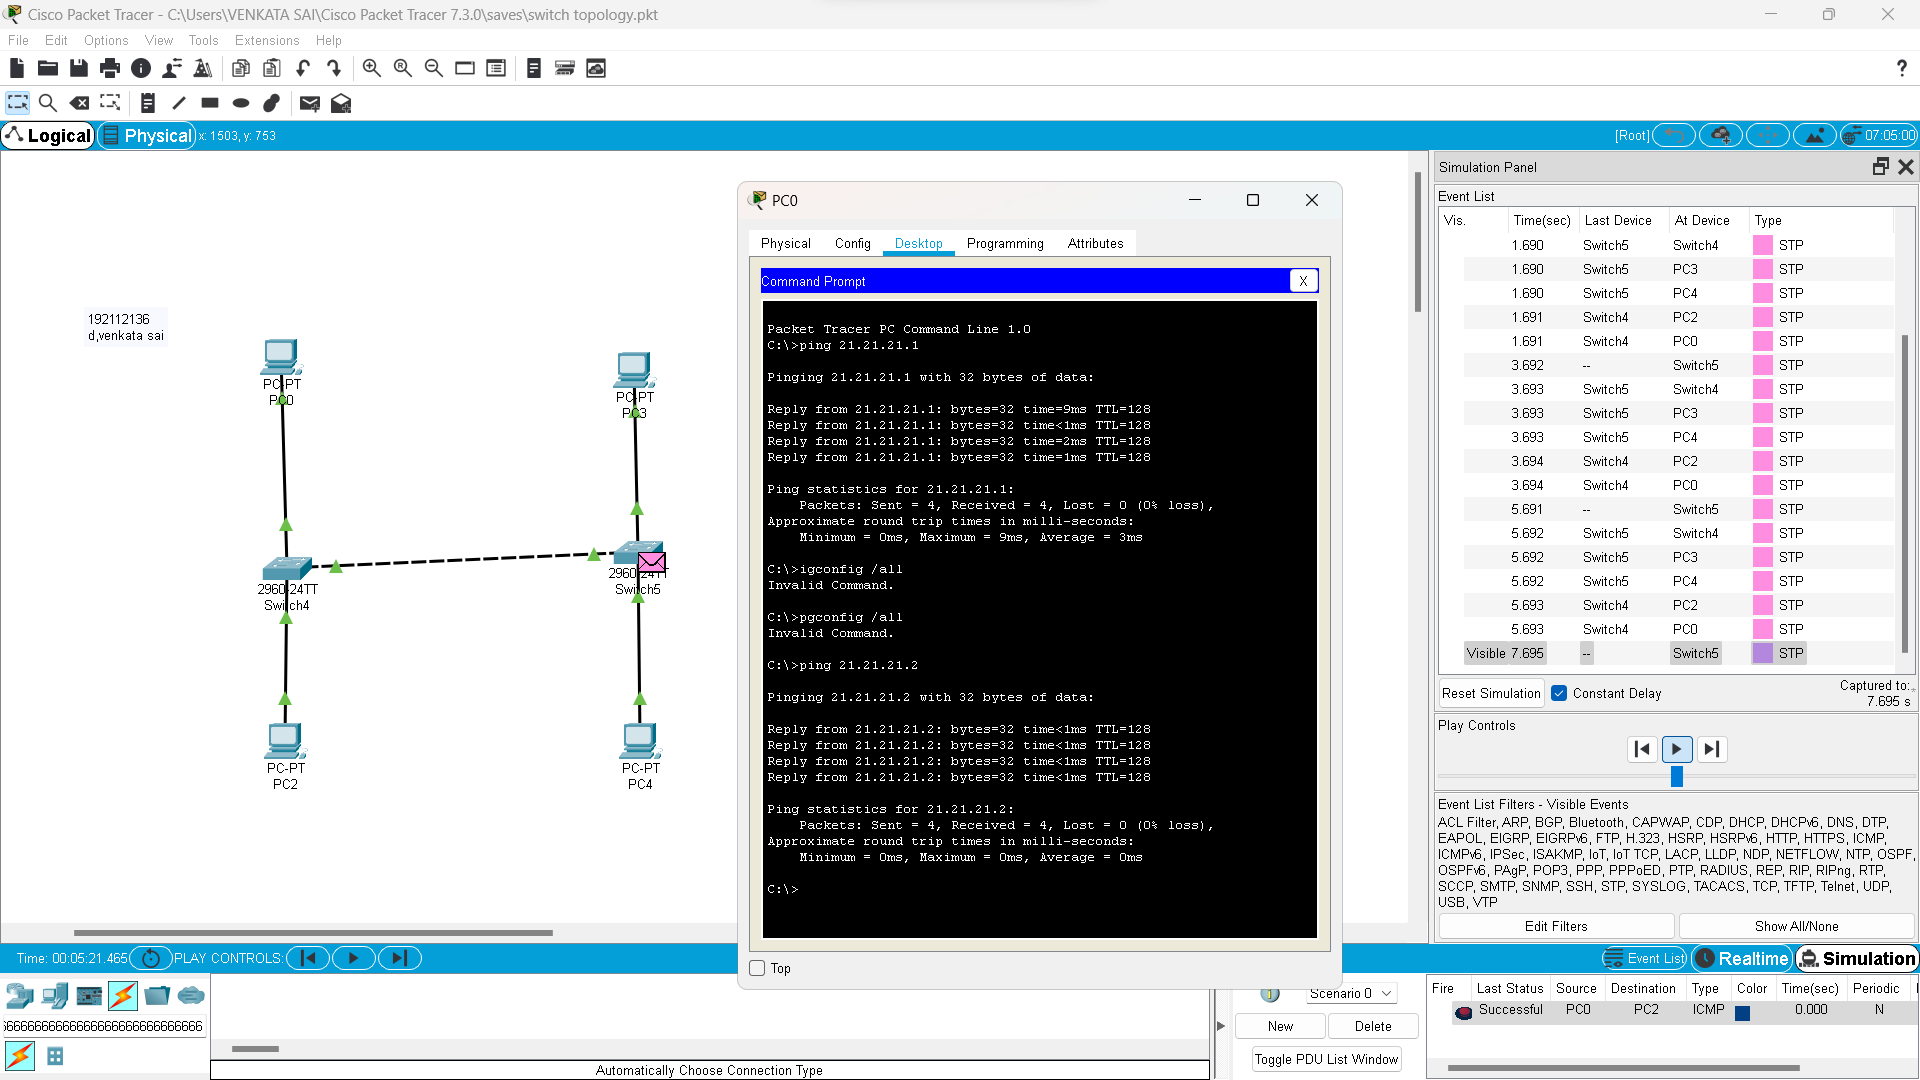 Cisco Packet Tracer - C:\Users\VENKATA SAI\Cisco Packet Tracer 7.3.0\saves\switch topology.pkt
File Edit Options View Tools Extensions Help
?
Logical Physical x: 1503, y: 753
[Root] 07:05:00
192112136
d,venkata sai
PC-PT
PC0
PC-PT
PC3
2960-24TT
Switch4
2960-24TT
Switch5
PC-PT
PC2
PC-PT
PC4
PC0
Physical Config Desktop Programming Attributes
Command Prompt
X
Packet Tracer PC Command Line 1.0
C:\>ping 21.21.21.1
Pinging 21.21.21.1 with 32 bytes of data:
Reply from 21.21.21.1: bytes=32 time=9ms TTL=128
Reply from 21.21.21.1: bytes=32 time<1ms TTL=128
Reply from 21.21.21.1: bytes=32 time=2ms TTL=128
Reply from 21.21.21.1: bytes=32 time=1ms TTL=128
Ping statistics for 21.21.21.1:
Packets: Sent = 4, Received = 4, Lost = 0 (0% loss),
Approximate round trip times in milli-seconds:
Minimum = 0ms, Maximum = 9ms, Average = 3ms
C:\>igconfig /all
Invalid Command.
C:\>pgconfig /all
Invalid Command.
C:\>ping 21.21.21.2
Pinging 21.21.21.2 with 32 bytes of data:
Reply from 21.21.21.2: bytes=32 time<1ms TTL=128
Reply from 21.21.21.2: bytes=32 time<1ms TTL=128
Reply from 21.21.21.2: bytes=32 time<1ms TTL=128
Reply from 21.21.21.2: bytes=32 time<1ms TTL=128
Ping statistics for 21.21.21.2:
Packets: Sent = 4, Received = 4, Lost = 0 (0% loss),
Approximate round trip times in milli-seconds:
Minimum = 0ms, Maximum = 0ms, Average = 0ms
C:\>
Top
Simulation Panel
Event List
Vis. Time(sec) Last Device At Device Type
1.690 Switch5 Switch4 STP
1.690 Switch5 PC3 STP
1.690 Switch5 PC4 STP
1.691 Switch4 PC2 STP
1.691 Switch4 PC0 STP
3.692 -- Switch5 STP
3.693 Switch5 Switch4 STP
3.693 Switch5 PC3 STP
3.693 Switch5 PC4 STP
3.694 Switch4 PC2 STP
3.694 Switch4 PC0 STP
5.691 -- Switch5 STP
5.692 Switch5 Switch4 STP
5.692 Switch5 PC3 STP
5.692 Switch5 PC4 STP
5.693 Switch4 PC2 STP
5.693 Switch4 PC0 STP
Visible 7.695 -- Switch5 STP
Reset Simulation Constant Delay
Captured to:
7.695 s
Play Controls
Event List Filters - Visible Events
ACL Filter, ARP, BGP, Bluetooth, CAPWAP, CDP, DHCP, DHCPv6, DNS, DTP,
EAPOL, EIGRP, EIGRPv6, FTP, H.323, HSRP, HSRPv6, HTTP, HTTPS, ICMP,
ICMPv6, IPSec, ISAKMP, IoT, IoT TCP, LACP, LLDP, NDP, NETFLOW, NTP, OSPF,
OSPFv6, PAgP, POP3, PPP, PPPoED, PTP, RADIUS, REP, RIP, RIPng, RTP,
SCCP, SMTP, SNMP, SSH, STP, SYSLOG, TACACS, TCP, TFTP, Telnet, UDP,
USB, VTP
Edit Filters Show All/None
Time: 00:05:21.465 PLAY CONTROLS:
Event List Realtime Simulation
Automatically Choose Connection Type
Scenario 0
New Delete
Toggle PDU List Window
Fire Last Status Source Destination Type Color Time(sec) Periodic
Successful PC0 PC2 ICMP 0.000 N